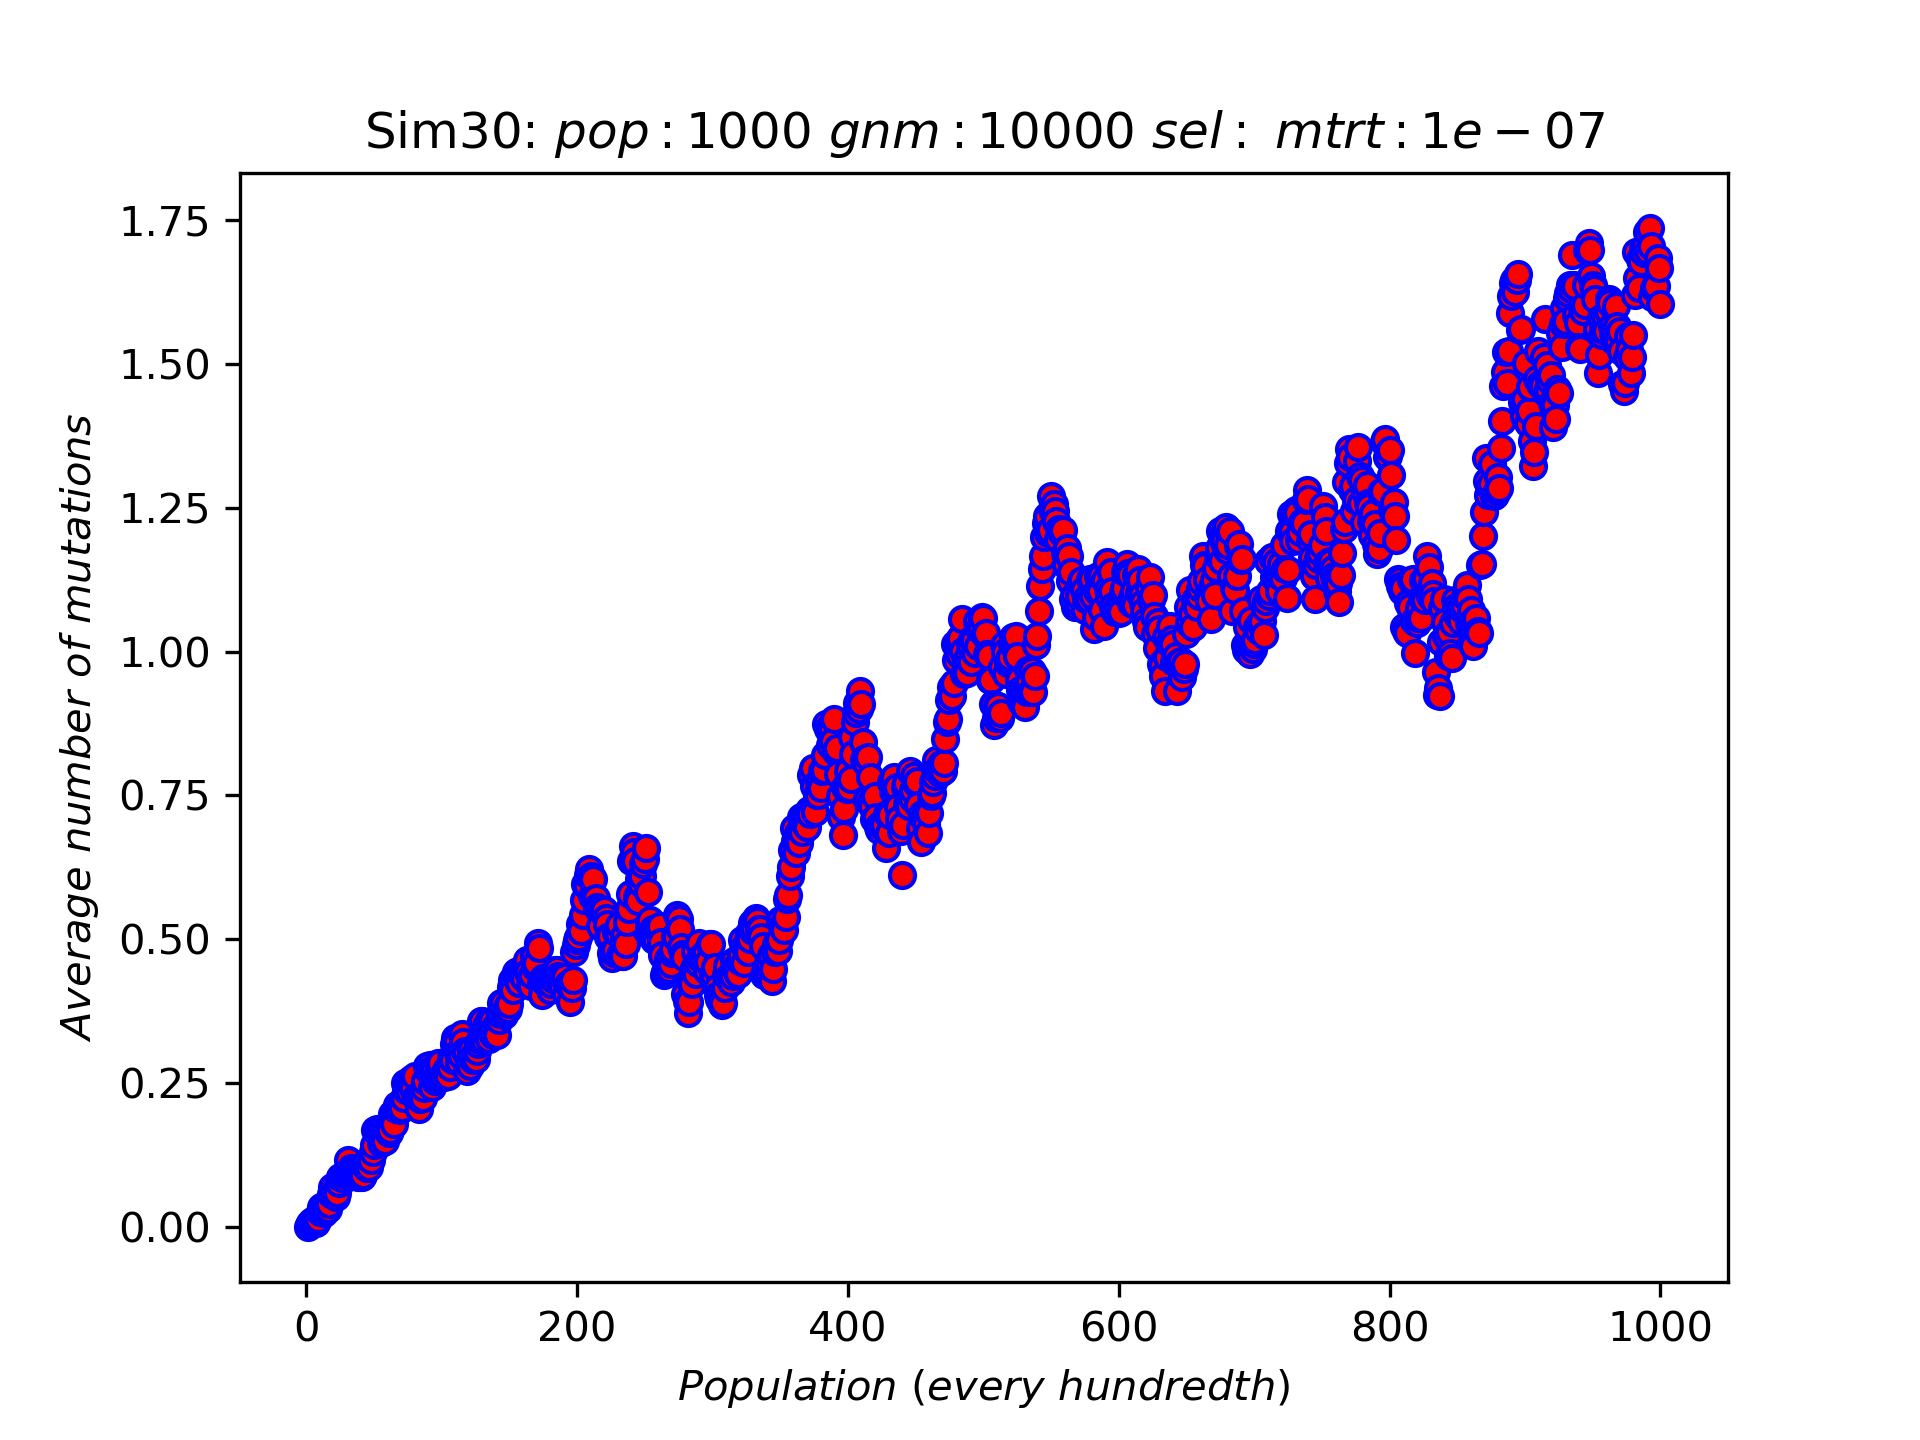 Sim30: pop : 1000 gnm : 10000 sel : mtrt : 1e − 07
Average number of mutations
1.75
1.50
1.25
1.00
0.75
0.50
0.25
0.00
0 200 400 600 800 1000
Population (every hundredth)